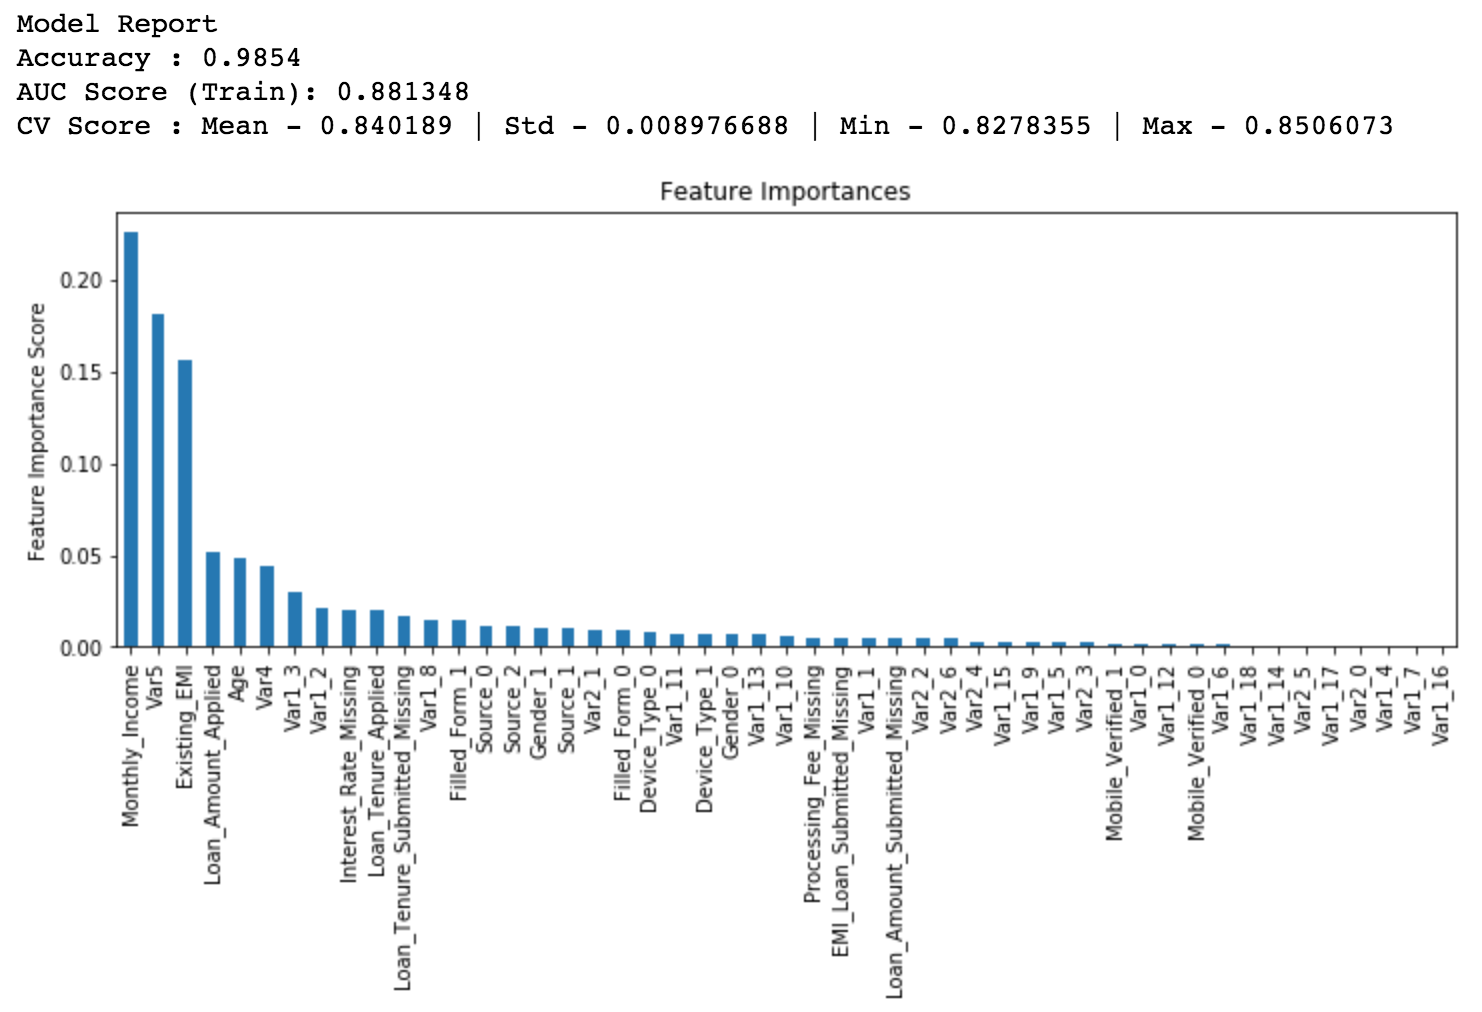 Model Report
Accuracy : 0.9854
AUC Score (Train): 0.881348
CV Score : Mean - 0.840189 | Std - 0.008976688 | Min - 0.8278355 | Max - 0.8506073
Feature Importances
Feature Importance Score
0.20
0.15
0.10
0.05
0.00
Monthly_Income
Var5
Existing_EMI
Loan_Amount_Applied
Age
Var4
Var1_3
Var1_2
Interest_Rate_Missing
Loan_Tenure_Applied
Loan_Tenure_Submitted_Missing
Var1_8
Filled_Form_1
Source_0
Source_2
Gender_1
Source_1
Var2_1
Filled_Form_0
Device_Type_0
Var1_11
Device_Type_1
Gender_0
Var1_13
Var1_10
Processing_Fee_Missing
EMI_Loan_Submitted_Missing
Var1_1
Loan_Amount_Submitted_Missing
Var2_2
Var2_6
Var2_4
Var1_15
Var1_9
Var1_5
Var2_3
Mobile_Verified_1
Var1_0
Var1_12
Mobile_Verified_0
Var1_6
Var1_18
Var1_14
Var2_5
Var1_17
Var2_0
Var1_4
Var1_7
Var1_16